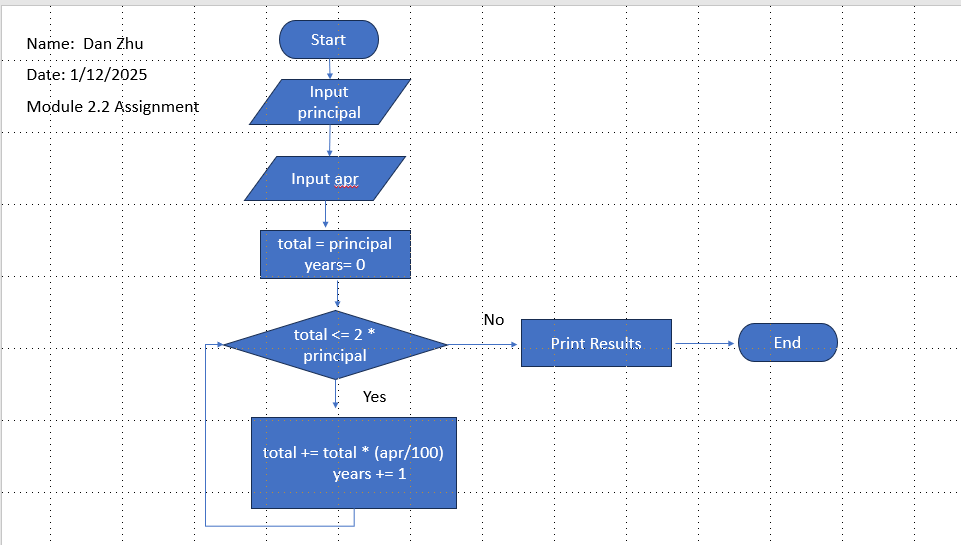 Name:  Dan Zhu
Date: 1/12/2025
Module 2.2 Assignment
Start
Input
principal
Input apr
total = principal
years= 0
total <= 2 *
principal
No
Print Results
End
Yes
total += total * (apr/100)
years += 1